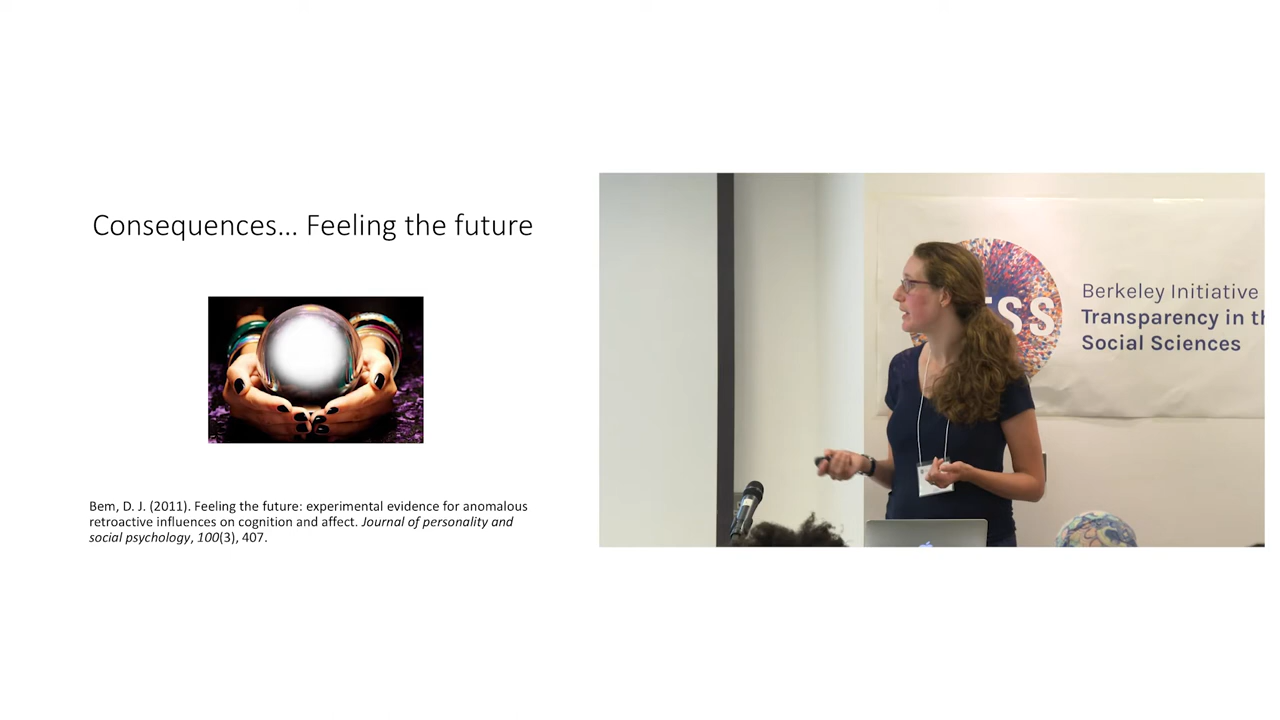 Consequences... Feeling the future
Bem, D. J. (2011). Feeling the future: experimental evidence for anomalous
retroactive influences on cognition and affect. Journal of personality and
social psychology, 100(3), 407.
Berkeley Initiative
Transparency in th
Social Sciences